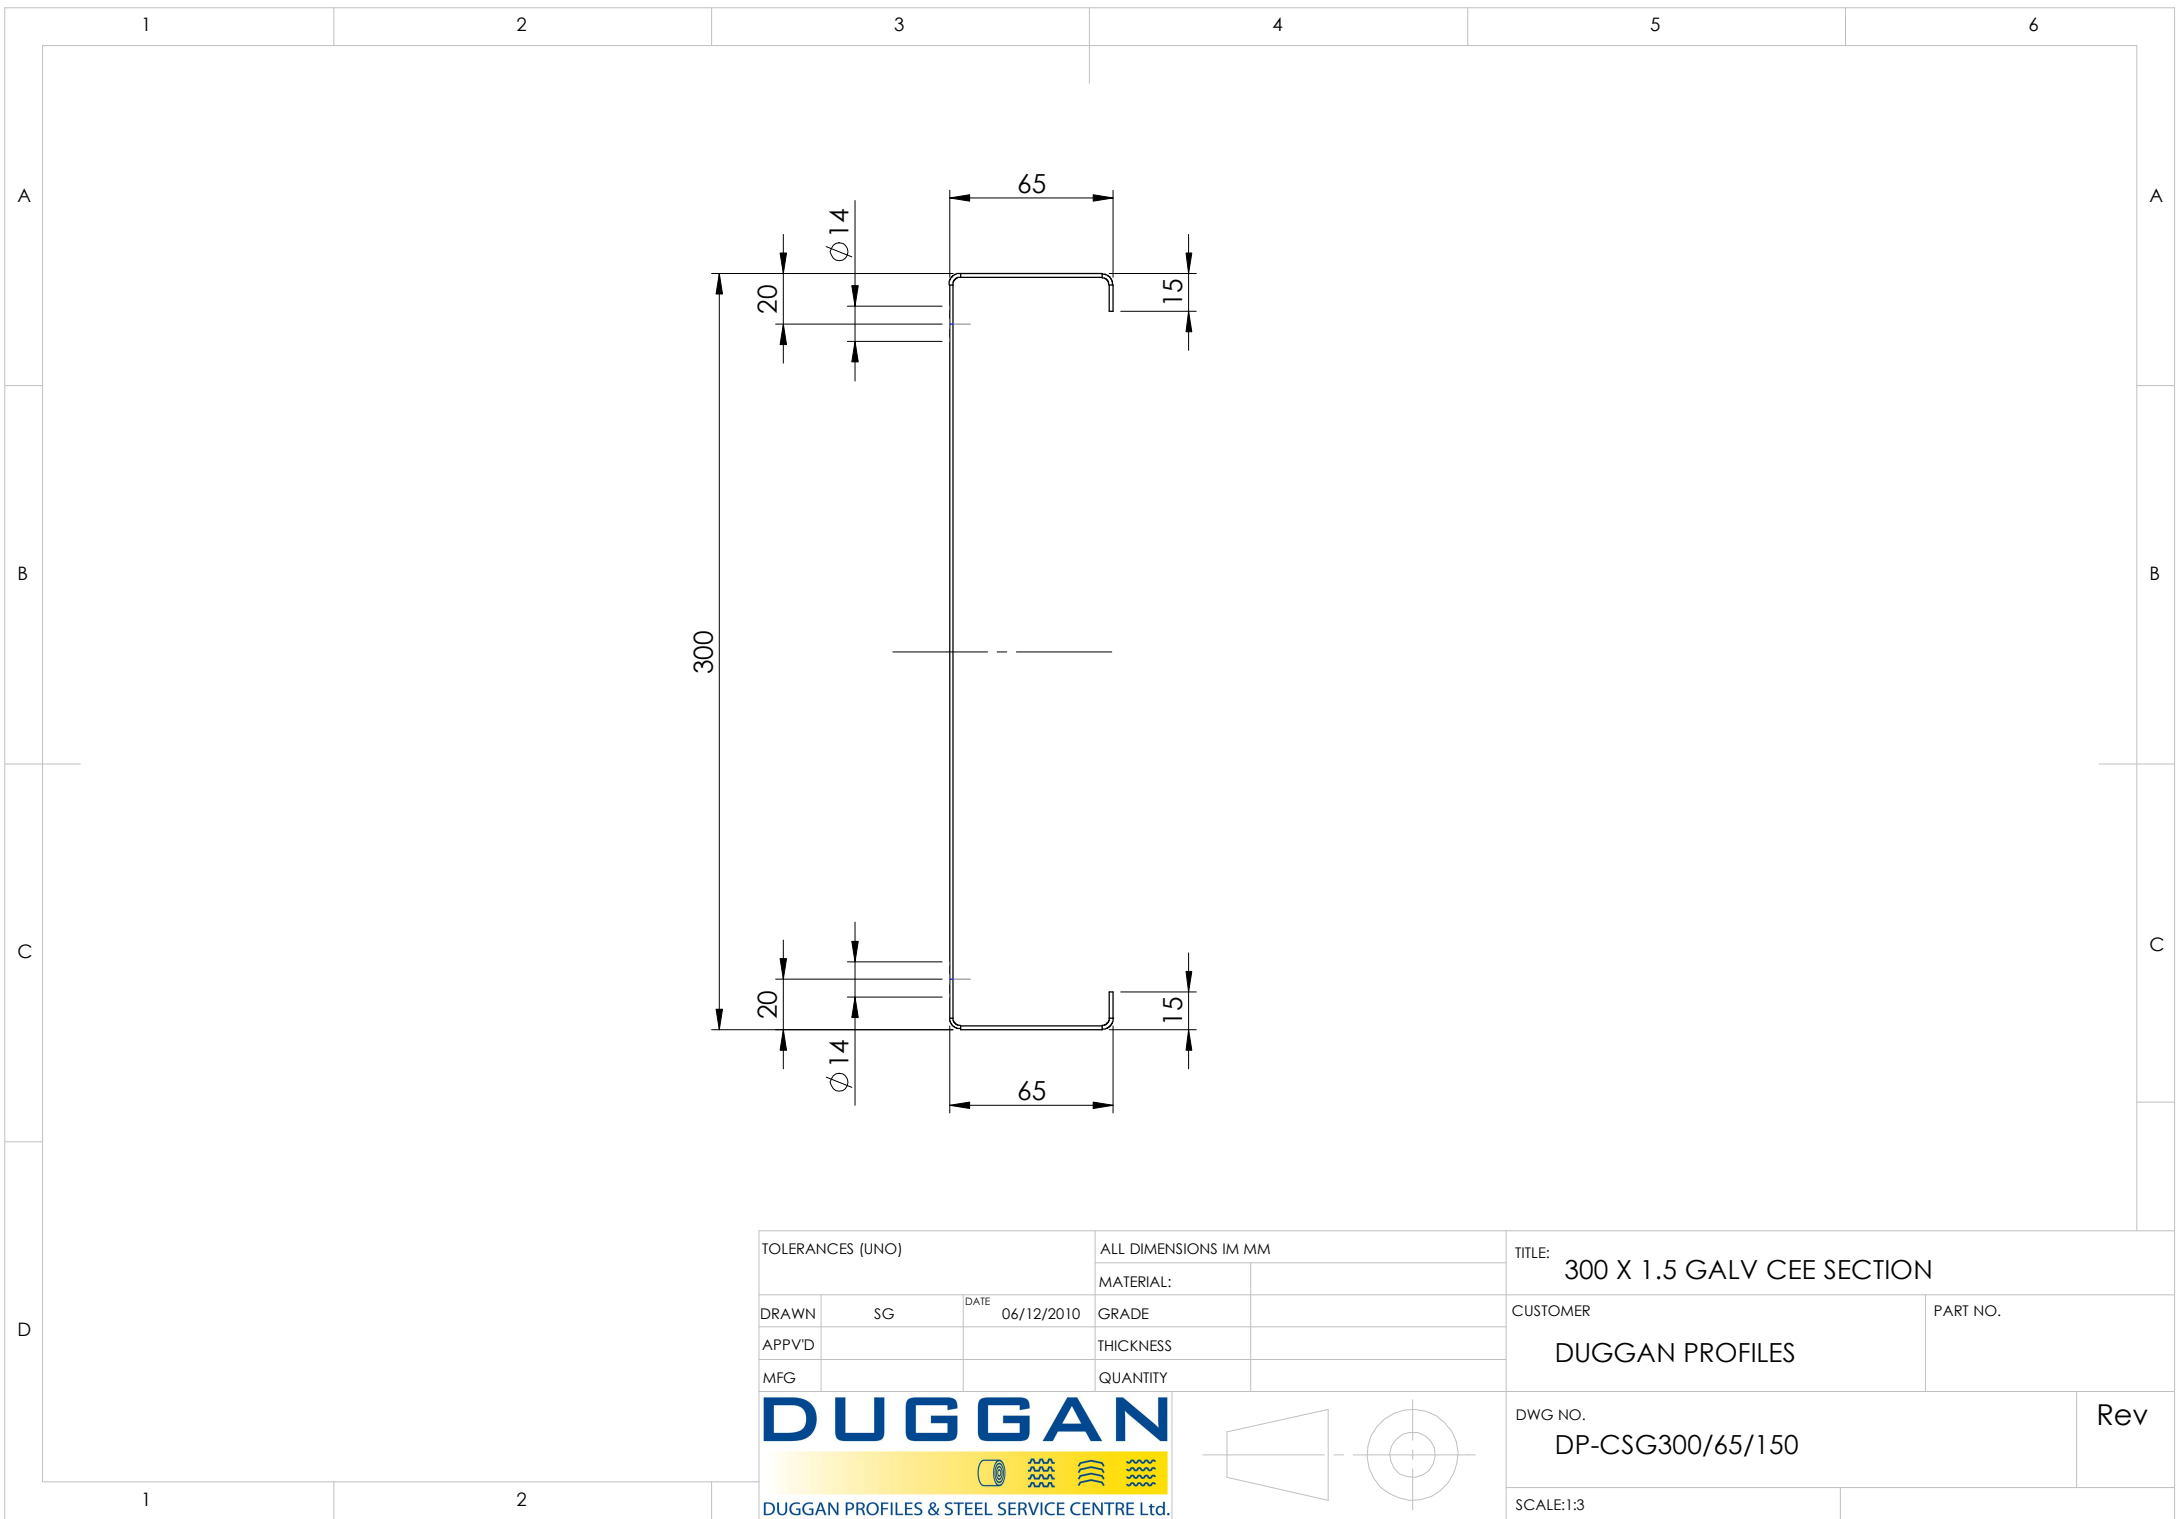 1 2 3 4 5 6
A A
B B
C C
D
65
Ø14
20
15
300
20
15
Ø14
65
TOLERANCES (UNO)
ALL DIMENSIONS IM MM
MATERIAL:
DRAWN SG DATE 06/12/2010 GRADE
APPV'D THICKNESS
MFG QUANTITY
TITLE: 300 X 1.5 GALV CEE SECTION
CUSTOMER
DUGGAN PROFILES
PART NO.
DWG NO.
DP-CSG300/65/150
Rev
SCALE:1:3
DUGGAN
DUGGAN PROFILES & STEEL SERVICE CENTRE Ltd.
1 2